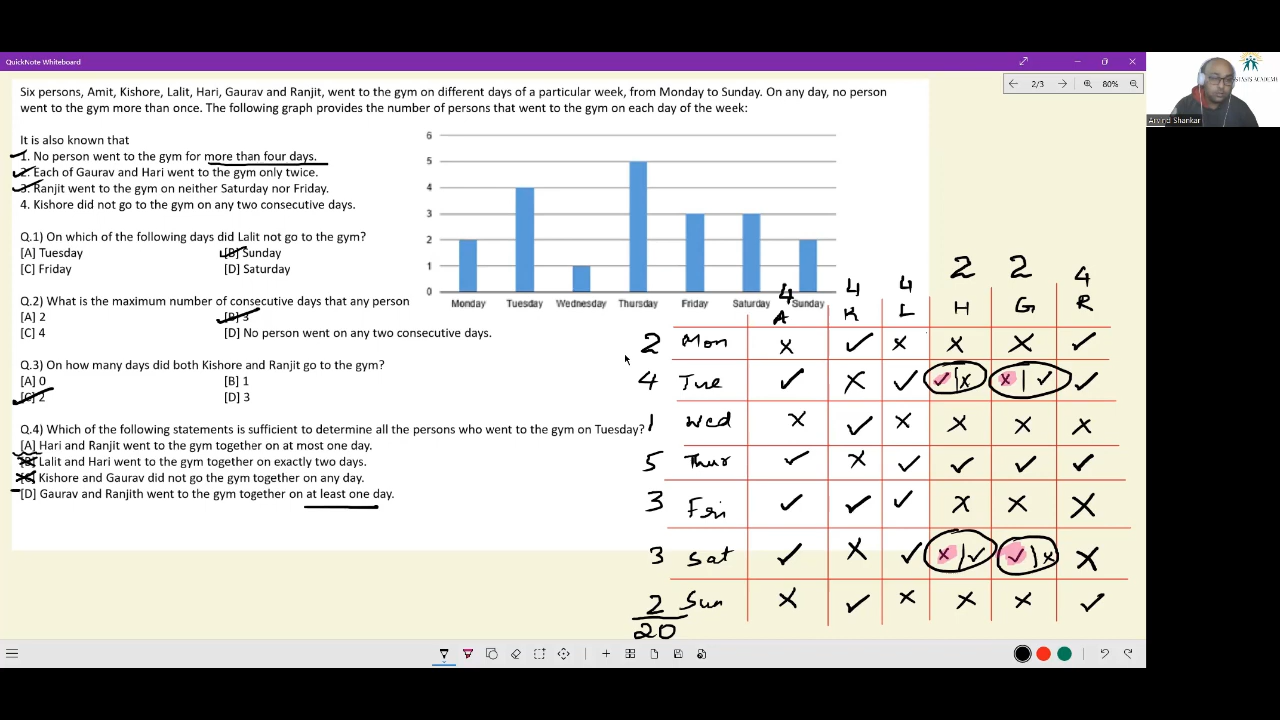 QuickNote Whiteboard
2/3
80%
Arvind Shankar
Six persons, Amit, Kishore, Lalit, Hari, Gaurav and Ranjit, went to the gym on different days of a particular week, from Monday to Sunday. On any day, no person
went to the gym more than once. The following graph provides the number of persons that went to the gym on each day of the week:
It is also known that
1. No person went to the gym for more than four days.
2. Each of Gaurav and Hari went to the gym only twice.
3. Ranjit went to the gym on neither Saturday nor Friday.
4. Kishore did not go to the gym on any two consecutive days.
6
5
4
3
2
1
0
Monday Tuesday Wednesday Thursday Friday Saturday Sunday
Q.1) On which of the following days did Lalit not go to the gym?
[A] Tuesday [B] Sunday
[C] Friday [D] Saturday
Q.2) What is the maximum number of consecutive days that any person
[A] 2 [B] 3
[C] 4 [D] No person went on any two consecutive days.
Q.3) On how many days did both Kishore and Ranjit go to the gym?
[A] 0 [B] 1
[C] 2 [D] 3
Q.4) Which of the following statements is sufficient to determine all the persons who went to the gym on Tuesday?
[A] Hari and Ranjit went to the gym together on at most one day.
[B] Lalit and Hari went to the gym together on exactly two days.
[C] Kishore and Gaurav did not go the gym together on any day.
[D] Gaurav and Ranjith went to the gym together on at least one day.
4 4 4 2 2 4
A K L H G R
2 Mon x ✓ x x x ✓
4 Tue ✓ x ✓ ✓|x x|✓ ✓
1 Wed x ✓ x x x x
5 Thur ✓ x ✓ ✓ ✓ ✓
3 Fri ✓ ✓ ✓ x x x
3 Sat ✓ x ✓ x|✓ ✓|x x
2 Sun x ✓ x x x ✓
20